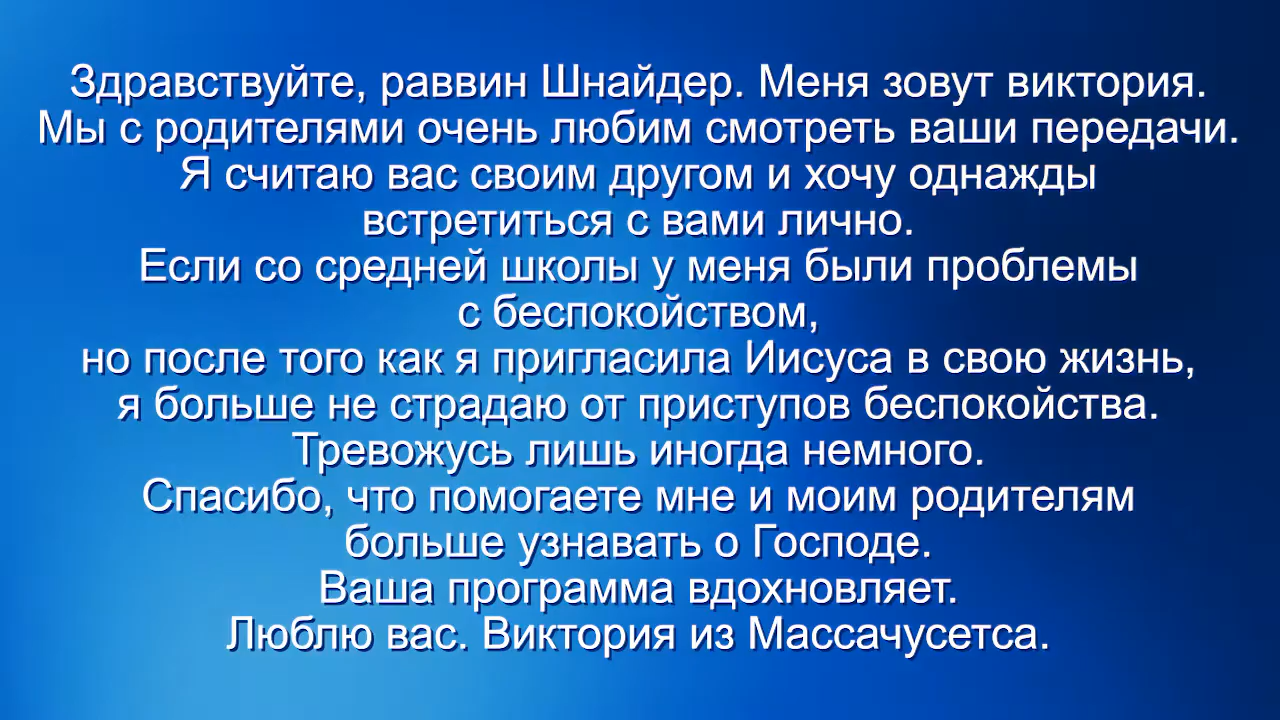 Здравствуйте, раввин Шнайдер. Меня зовут виктория.
Мы с родителями очень любим смотреть ваши передачи.
Я считаю вас своим другом и хочу однажды
встретиться с вами лично.
Если со средней школы у меня были проблемы
с беспокойством,
но после того как я пригласила Иисуса в свою жизнь,
я больше не страдаю от приступов беспокойства.
Тревожусь лишь иногда немного.
Спасибо, что помогаете мне и моим родителям
больше узнавать о Господе.
Ваша программа вдохновляет.
Люблю вас. Виктория из Массачусетса.